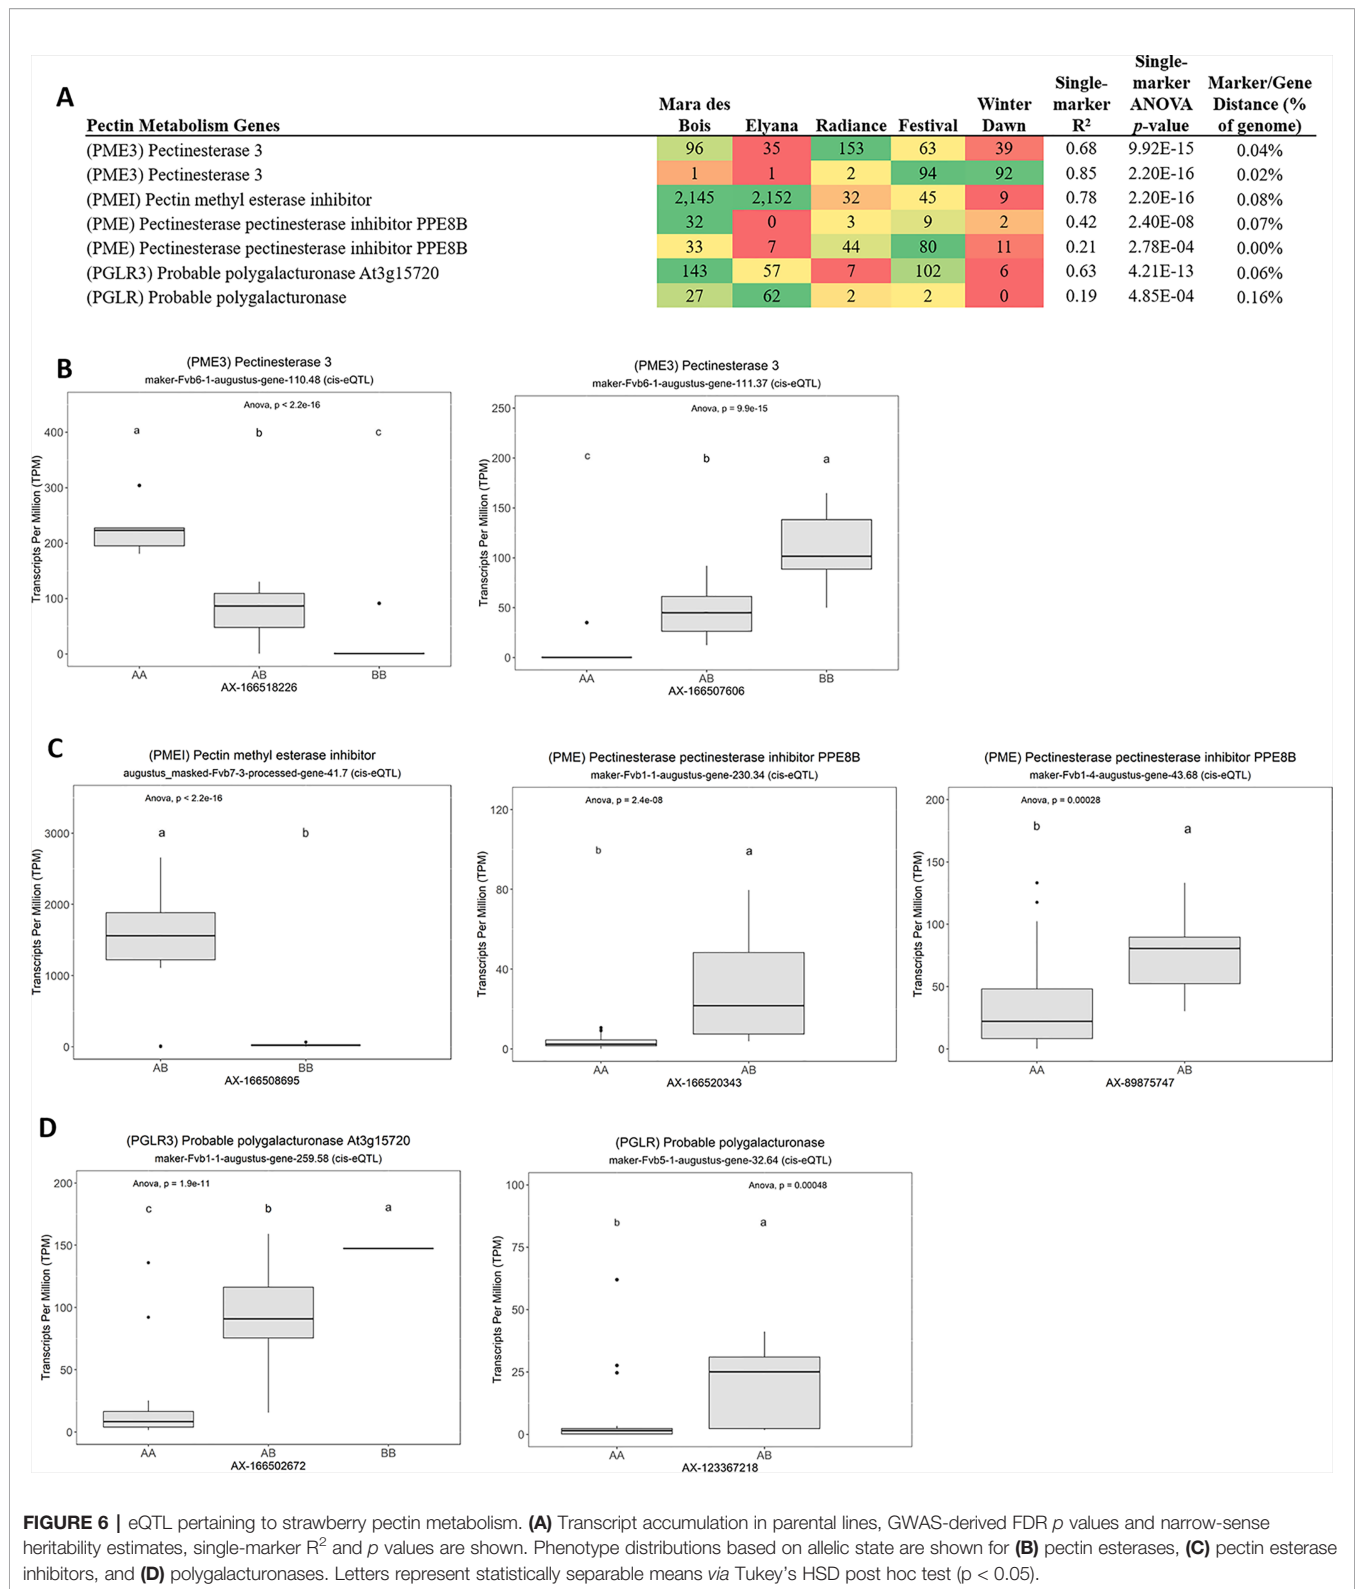 A
Pectin Metabolism Genes | Mara des Bois | Elyana | Radiance | Festival | Winter Dawn | Single-marker R² | Single-marker ANOVA p-value | Marker/Gene Distance (% of genome)
(PME3) Pectinesterase 3 | 96 | 35 | 153 | 63 | 39 | 0.68 | 9.92E-15 | 0.04%
(PME3) Pectinesterase 3 | 1 | 1 | 2 | 94 | 92 | 0.85 | 2.20E-16 | 0.02%
(PMEI) Pectin methyl esterase inhibitor | 2,145 | 2,152 | 32 | 45 | 9 | 0.78 | 2.20E-16 | 0.08%
(PME) Pectinesterase pectinesterase inhibitor PPE8B | 32 | 0 | 3 | 9 | 2 | 0.42 | 2.40E-08 | 0.07%
(PME) Pectinesterase pectinesterase inhibitor PPE8B | 33 | 7 | 44 | 80 | 11 | 0.21 | 2.78E-04 | 0.00%
(PGLR3) Probable polygalacturonase At3g15720 | 143 | 57 | 7 | 102 | 6 | 0.63 | 4.21E-13 | 0.06%
(PGLR) Probable polygalacturonase | 27 | 62 | 2 | 2 | 0 | 0.19 | 4.85E-04 | 0.16%
B
(PME3) Pectinesterase 3
maker-Fvb6-1-augustus-gene-110.48 (cis-eQTL)
Anova, p < 2.2e-16
a b c
Transcripts Per Million (TPM)
400
300
200
100
0
AA AB BB
AX-166518226
(PME3) Pectinesterase 3
maker-Fvb6-1-augustus-gene-111.37 (cis-eQTL)
Anova, p = 9.9e-15
c b a
Transcripts Per Million (TPM)
250
200
150
100
50
0
AA AB BB
AX-166507606
C
(PMEI) Pectin methyl esterase inhibitor
augustus_masked-Fvb7-3-processed-gene-41.7 (cis-eQTL)
Anova, p < 2.2e-16
a b
Transcripts Per Million (TPM)
3000
2000
1000
0
AB BB
AX-166508695
(PME) Pectinesterase pectinesterase inhibitor PPE8B
maker-Fvb1-1-augustus-gene-230.34 (cis-eQTL)
Anova, p = 2.4e-08
b a
Transcripts Per Million (TPM)
120
80
40
0
AA AB
AX-166520343
(PME) Pectinesterase pectinesterase inhibitor PPE8B
maker-Fvb1-4-augustus-gene-43.68 (cis-eQTL)
Anova, p = 0.00028
b a
Transcripts Per Million (TPM)
200
150
100
50
0
AA AB
AX-89875747
D
(PGLR3) Probable polygalacturonase At3g15720
maker-Fvb1-1-augustus-gene-259.58 (cis-eQTL)
Anova, p = 1.9e-11
c b a
Transcripts Per Million (TPM)
200
150
100
50
0
AA AB BB
AX-166502672
(PGLR) Probable polygalacturonase
maker-Fvb5-1-augustus-gene-32.64 (cis-eQTL)
Anova, p = 0.00048
b a
Transcripts Per Million (TPM)
100
75
50
25
0
AA AB
AX-123367218
FIGURE 6 | eQTL pertaining to strawberry pectin metabolism. (A) Transcript accumulation in parental lines, GWAS-derived FDR p values and narrow-sense
heritability estimates, single-marker R² and p values are shown. Phenotype distributions based on allelic state are shown for (B) pectin esterases, (C) pectin esterase
inhibitors, and (D) polygalacturonases. Letters represent statistically separable means via Tukey's HSD post hoc test (p < 0.05).